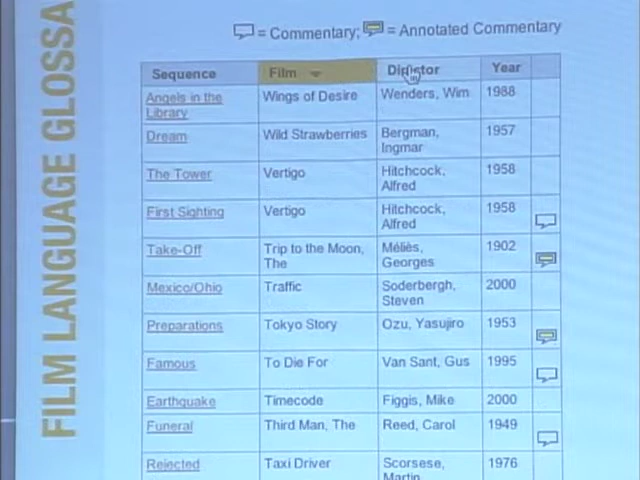 FILM LANGUAGE GLOSSA
= Commentary; = Annotated Commentary
Sequence Film Director Year
Angels in the Library Wings of Desire Wenders, Wim 1988
Dream Wild Strawberries Bergman, Ingmar 1957
The Tower Vertigo Hitchcock, Alfred 1958
First Sighting Vertigo Hitchcock, Alfred 1958
Take-Off Trip to the Moon, The Méliès, Georges 1902
Mexico/Ohio Traffic Soderbergh, Steven 2000
Preparations Tokyo Story Ozu, Yasujiro 1953
Famous To Die For Van Sant, Gus 1995
Earthquake Timecode Figgis, Mike 2000
Funeral Third Man, The Reed, Carol 1949
Rejected Taxi Driver Scorsese, Martin 1976